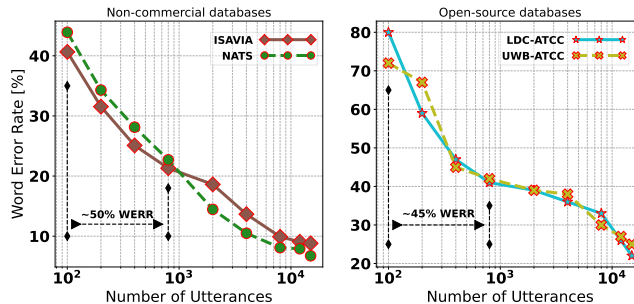 Non-commercial databases
ISAVIA
NATS
Word Error Rate [%]
40
30
20
10
~50% WERR
10²
10³
10⁴
Number of Utterances
Open-source databases
LDC-ATCC
UWB-ATCC
80
70
60
50
40
30
20
~45% WERR
10²
10³
10⁴
Number of Utterances